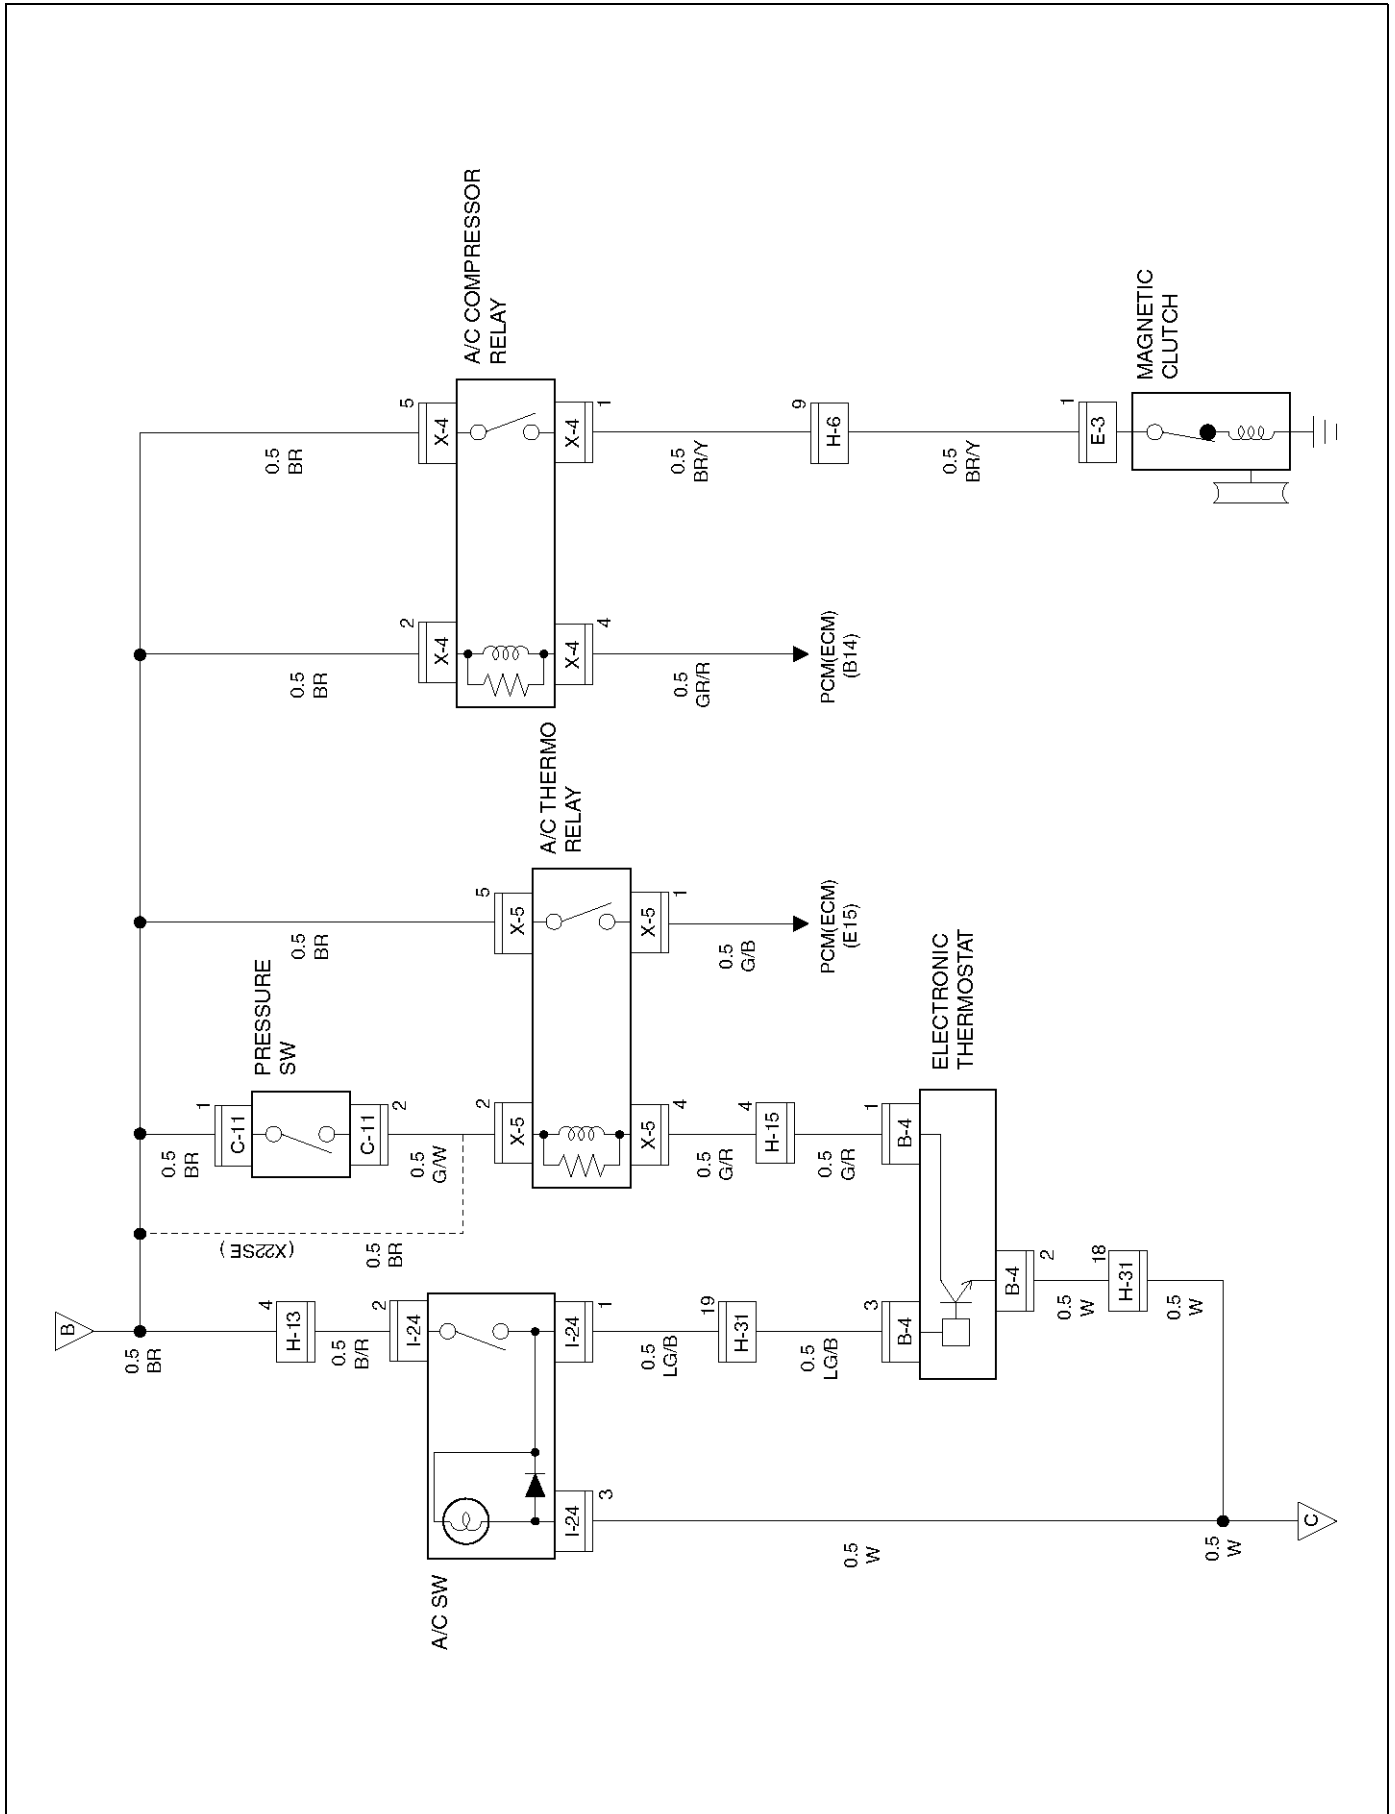 B
0.5
BR
4
H-13
0.5
B/R
2
I-24
A/C SW
I-24
1
I-24
3
0.5
LG/B
19
H-31
0.5
LG/B
3
B-4
0.5
W
(X22SE)
0.5
BR
0.5
BR
1
C-11
PRESSURE
SW
C-11
2
0.5
G/W
2
X-5
0.5
BR
5
X-5
A/C THERMO
RELAY
X-5
4
X-5
1
0.5
G/R
4
H-15
0.5
G/R
1
B-4
0.5
G/B
PCM(ECM)
(E15)
ELECTRONIC
THERMOSTAT
B-4
2
0.5
W
18
H-31
0.5
W
0.5
W
C
0.5
BR
2
X-4
0.5
BR
5
X-4
A/C COMPRESSOR
RELAY
X-4
4
X-4
1
0.5
GR/R
PCM(ECM)
(B14)
0.5
BR/Y
9
H-6
0.5
BR/Y
1
E-3
MAGNETIC
CLUTCH